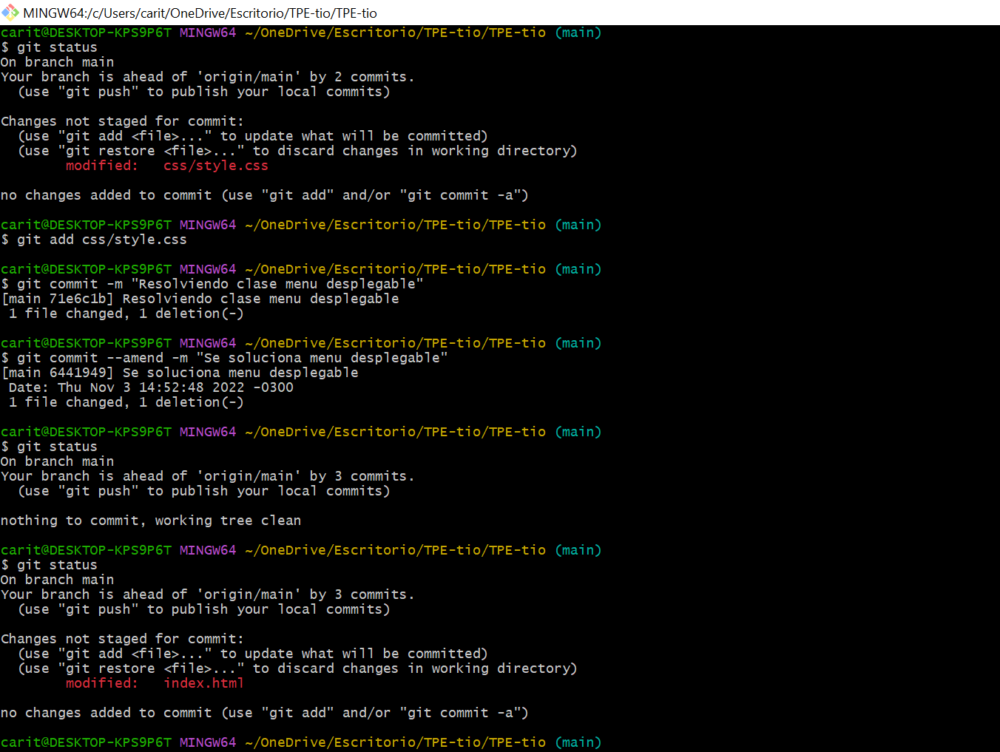 MINGW64:/c/Users/carit/OneDrive/Escritorio/TPE-tio/TPE-tio
carit@DESKTOP-KPS9P6T MINGW64 ~/OneDrive/Escritorio/TPE-tio/TPE-tio (main)
$ git status
On branch main
Your branch is ahead of 'origin/main' by 2 commits.
  (use "git push" to publish your local commits)

Changes not staged for commit:
  (use "git add <file>..." to update what will be committed)
  (use "git restore <file>..." to discard changes in working directory)
        modified:   css/style.css

no changes added to commit (use "git add" and/or "git commit -a")

carit@DESKTOP-KPS9P6T MINGW64 ~/OneDrive/Escritorio/TPE-tio/TPE-tio (main)
$ git add css/style.css

carit@DESKTOP-KPS9P6T MINGW64 ~/OneDrive/Escritorio/TPE-tio/TPE-tio (main)
$ git commit -m "Resolviendo clase menu desplegable"
[main 71e6c1b] Resolviendo clase menu desplegable
 1 file changed, 1 deletion(-)

carit@DESKTOP-KPS9P6T MINGW64 ~/OneDrive/Escritorio/TPE-tio/TPE-tio (main)
$ git commit --amend -m "Se soluciona menu desplegable"
[main 6441949] Se soluciona menu desplegable
 Date: Thu Nov 3 14:52:48 2022 -0300
 1 file changed, 1 deletion(-)

carit@DESKTOP-KPS9P6T MINGW64 ~/OneDrive/Escritorio/TPE-tio/TPE-tio (main)
$ git status
On branch main
Your branch is ahead of 'origin/main' by 3 commits.
  (use "git push" to publish your local commits)

nothing to commit, working tree clean

carit@DESKTOP-KPS9P6T MINGW64 ~/OneDrive/Escritorio/TPE-tio/TPE-tio (main)
$ git status
On branch main
Your branch is ahead of 'origin/main' by 3 commits.
  (use "git push" to publish your local commits)

Changes not staged for commit:
  (use "git add <file>..." to update what will be committed)
  (use "git restore <file>..." to discard changes in working directory)
        modified:   index.html

no changes added to commit (use "git add" and/or "git commit -a")

carit@DESKTOP-KPS9P6T MINGW64 ~/OneDrive/Escritorio/TPE-tio/TPE-tio (main)